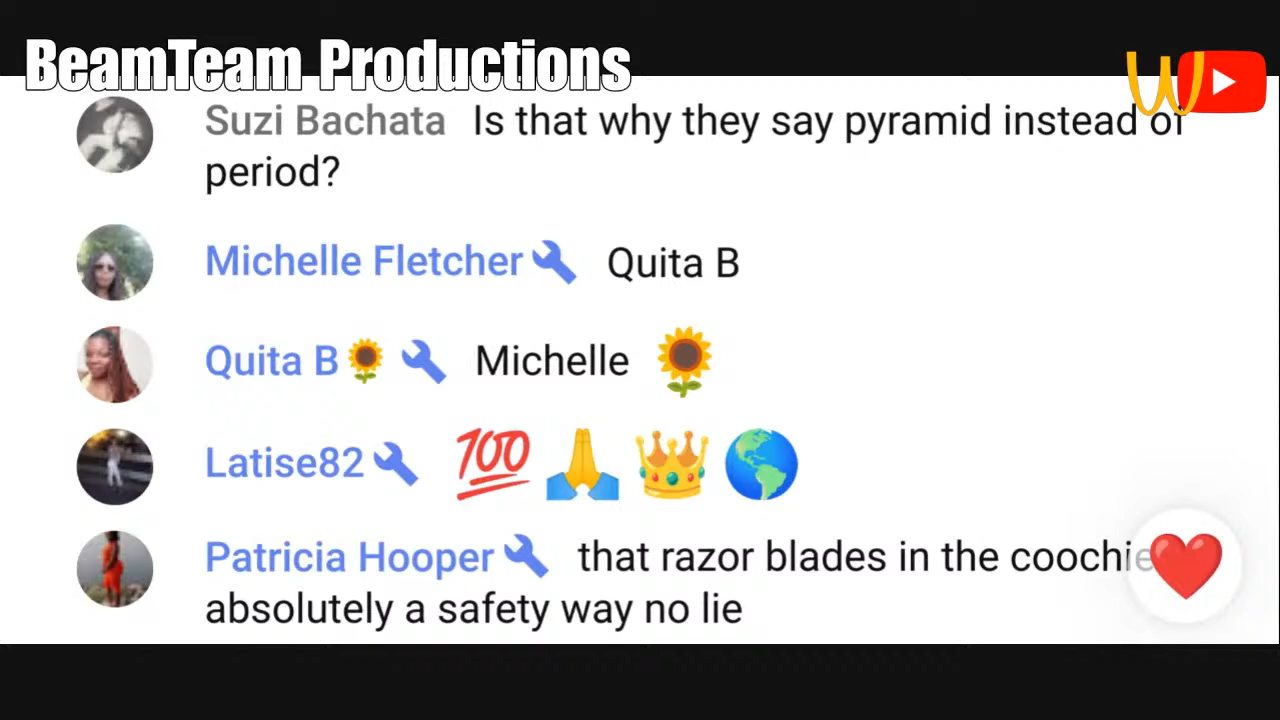 BeamTeam Productions
Suzi Bachata Is that why they say pyramid instead of
period?
Michelle Fletcher Quita B
Quita B🌻 Michelle 🌻
Latise82 💯🙏👑🌎
Patricia Hooper that razor blades in the coochie
absolutely a safety way no lie